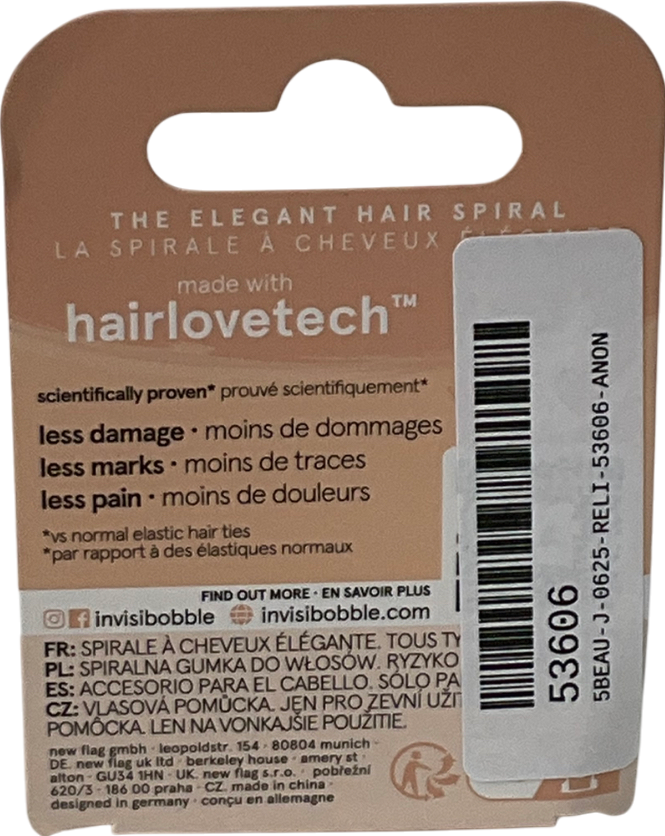 THE ELEGANT HAIR SPIRAL
LA SPIRALE À CHEVEUX ÉLÉGANTE
made with
hairlovetech™
scientifically proven* prouvé scientifiquement*
less damage · moins de dommages
less marks · moins de traces
less pain · moins de douleurs
*vs normal elastic hair ties
*par rapport à des élastiques normaux
FIND OUT MORE · EN SAVOIR PLUS
invisibobble invisibobble.com
FR: SPIRALE À CHEVEUX ÉLÉGANTE. TOUS TY
PL: SPIRALNA GUMKA DO WŁOSÓW. RYZYKO
ES: ACCESORIO PARA EL CABELLO. SÓLO PA
CZ: VLASOVÁ POMŮCKA. JEN PRO ZEVNÍ UŽIT
POMÔCKA. LEN NA VONKAJŠIE POUŽITIE.
new flag gmbh · leopoldstr. 154 · 80804 munich ·
DE. new flag uk ltd · berkeley house · amery st ·
alton · GU34 1HN · UK. new flag s.r.o. · pobřežní
620/3 · 186 00 praha · CZ. made in china ·
designed in germany · conçu en allemagne
53606
5BEAU-J-0625-RELI-53606-ANON